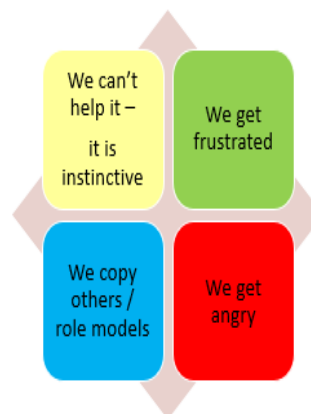 We can’t
help it –
it is
instinctive
We get
frustrated
We copy
others /
role models
We get
angry